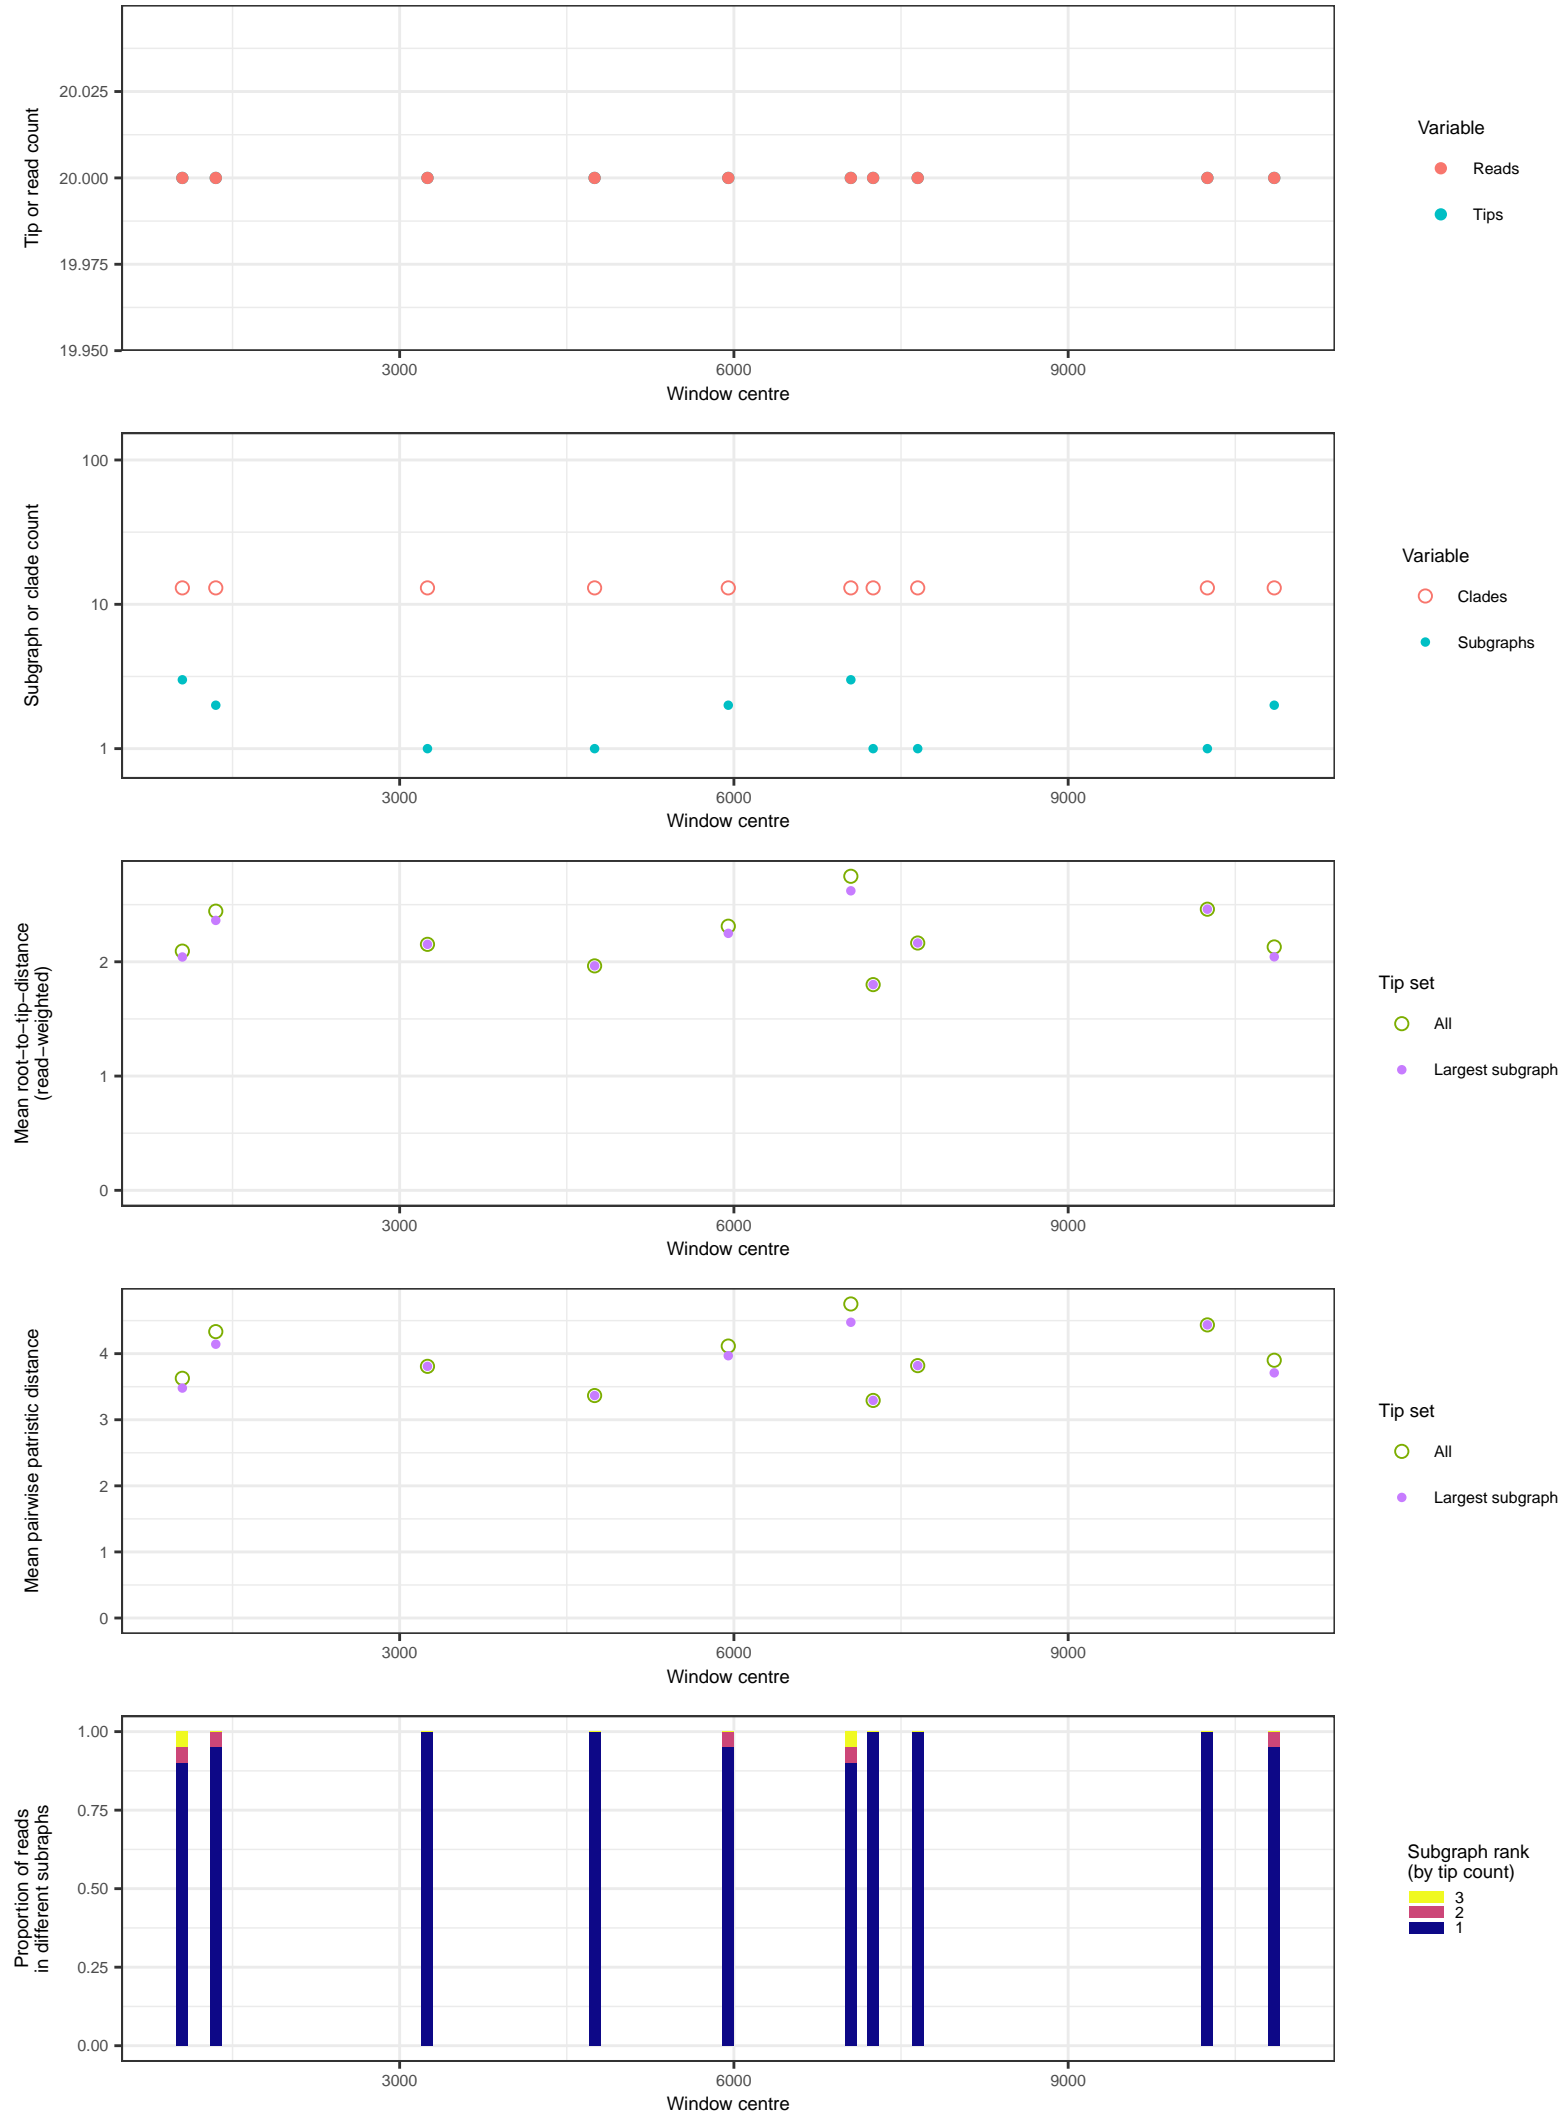 Tip or read count
20.025
20.000
19.975
19.950
3000
6000
9000
Window centre
Variable
Reads
Tips
Subgraph or clade count
100
10
1
3000
6000
9000
Window centre
Variable
Clades
Subgraphs
Mean root−to−tip−distance
(read−weighted)
2
1
0
3000
6000
9000
Window centre
Tip set
All
Largest subgraph
Mean pairwise patristic distance
4
3
2
1
0
3000
6000
9000
Window centre
Tip set
All
Largest subgraph
Proportion of reads
in different subraphs
1.00
0.75
0.50
0.25
0.00
3000
6000
9000
Window centre
Subgraph rank
(by tip count)
3
2
1